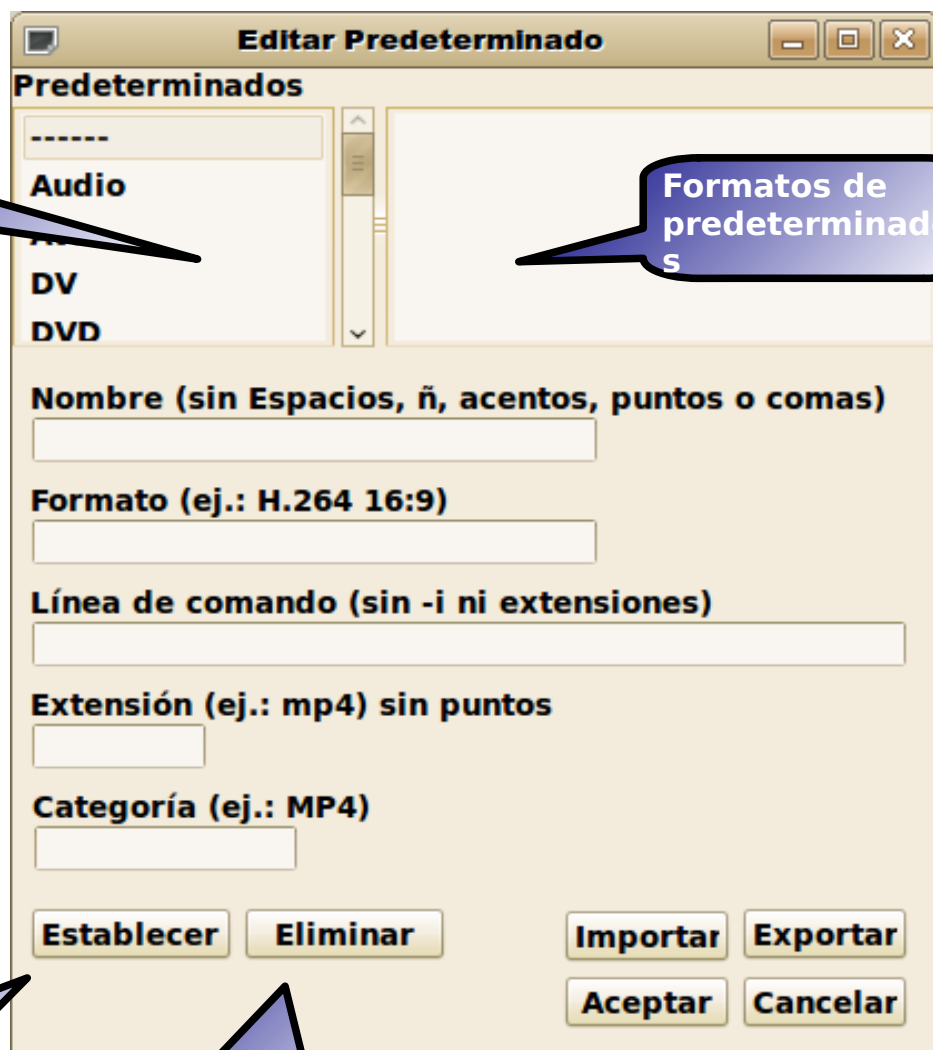 Editar Predeterminado
Predeterminados
------
Audio
DV
DVD
Formatos de
predeterminado
s
Nombre (sin Espacios, ñ, acentos, puntos o comas)
Formato (ej.: H.264 16:9)
Línea de comando (sin -i ni extensiones)
Extensión (ej.: mp4) sin puntos
Categoría (ej.: MP4)
Establecer Eliminar Importar Exportar
Aceptar Cancelar